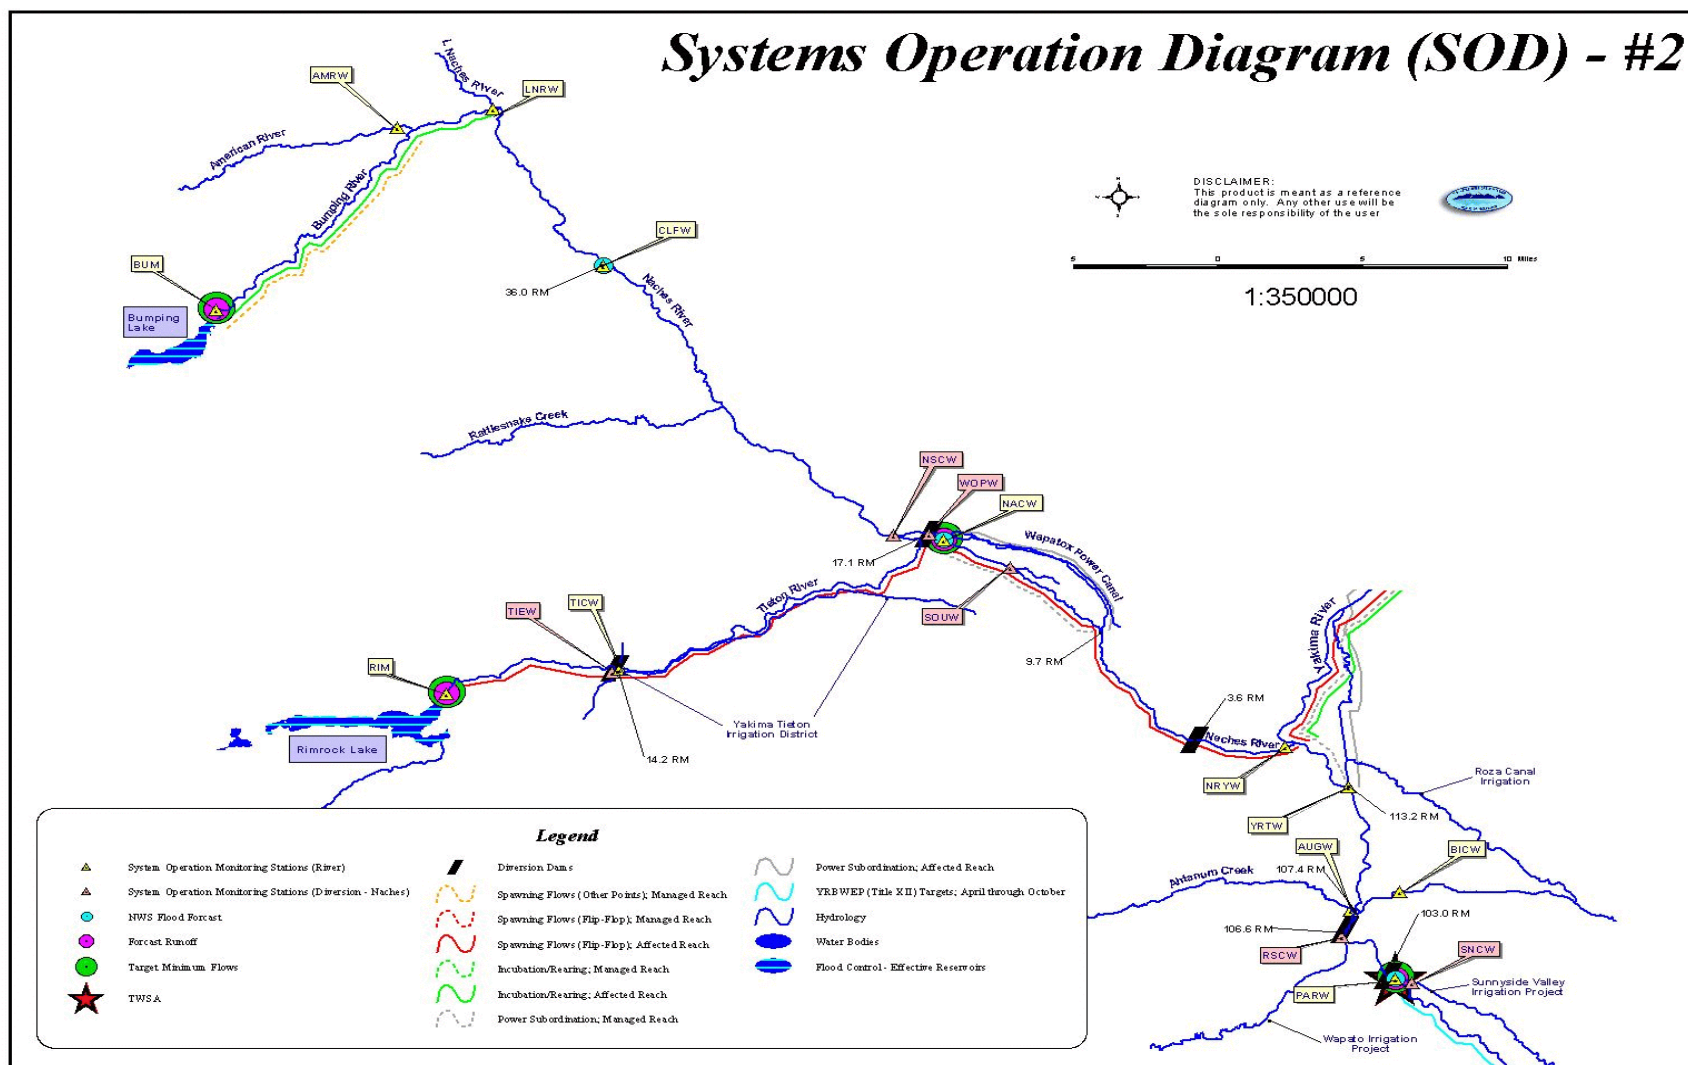 Systems Operation Diagram (SOD) - #2
L Naches River
AMRW
LNRW
American River
Bumping River
BUM
Bumping
Lake
CLFW
36.0 RM
Naches River
DISCLAIMER:
This product is meant as a reference
diagram only. Any other use will be
the sole responsibility of the user
5 0 5 10 Miles
1:350000
Rattlesnake Creek
NSCW
WOPW
NACW
17.1 RM
Wapatox Power Canal
Tieton River
TIEW
TICW
SOUW
RIM
Rimrock Lake
9.7 RM
Yakima River
3.6 RM
Yakima Tieton
Irrigation District
14.2 RM
Naches River
NRYW
Roza Canal
Irrigation
YRTW
113.2 RM
AUGW
BICW
107.4 RM
Ahtanum Creek
103.0 RM
106.6 RM
RSCW
SNCW
Sunnyside Valley
Irrigation Project
PARW
Wapato Irrigation
Project
Legend
System Operation Monitoring Stations (River)
System Operation Monitoring Stations (Diversion - Naches)
NWS Flood Forcast
Forcast Runoff
Target Minimum Flows
TWSA
Diversion Dams
Spawning Flows (Other Points); Managed Reach
Spawning Flows (Flip-Flop); Managed Reach
Spawning Flows (Flip-Flop); Affected Reach
Incubation/Rearing; Managed Reach
Incubation/Rearing; Affected Reach
Power Subordination; Managed Reach
Power Subordination; Affected Reach
YRBWEP (Title XII) Targets; April through October
Hydrology
Water Bodies
Flood Control - Effective Reservoirs